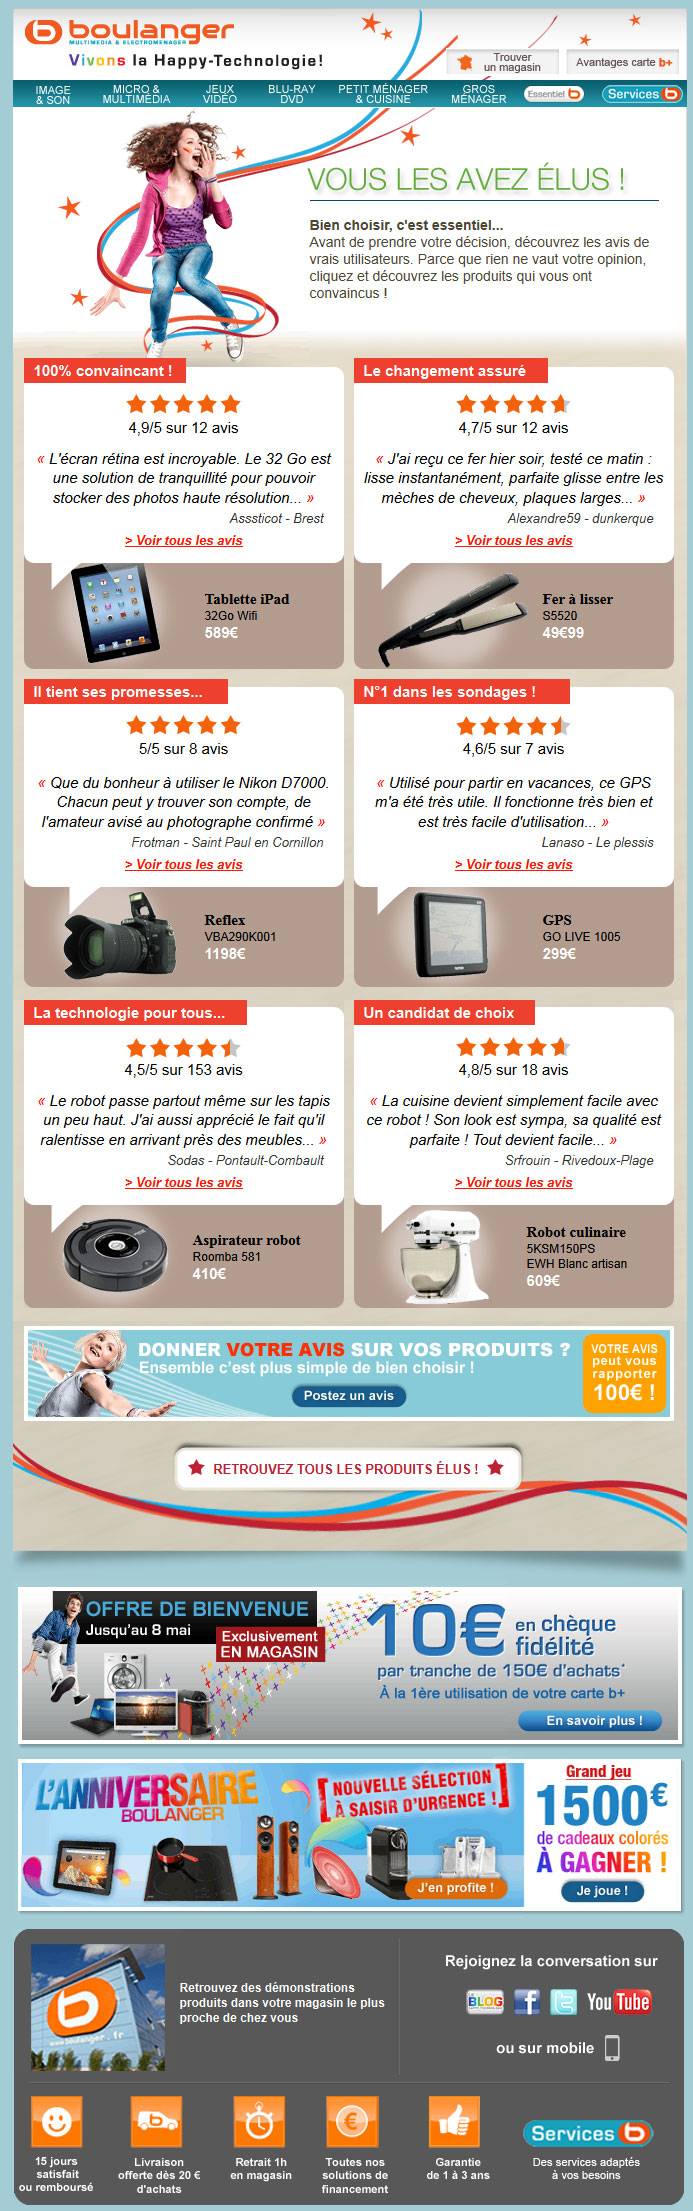 boulanger
MULTIMEDIA & ELECTROMENAGER
Vivons la Happy-Technologie!
Trouver
un magasin
Avantages carte b+
IMAGE
& SON
MICRO &
MULTIMÉDIA
JEUX
VIDÉO
BLU-RAY
DVD
PETIT MÉNAGER
& CUISINE
GROS
MÉNAGER
Essentiel b
Services b
VOUS LES AVEZ ÉLUS !
Bien choisir, c'est essentiel...
Avant de prendre votre décision, découvrez les avis de
vrais utilisateurs. Parce que rien ne vaut votre opinion,
cliquez et découvrez les produits qui vous ont
convaincus !
100% convaincant !
4,9/5 sur 12 avis
« L'écran rétina est incroyable. Le 32 Go est
une solution de tranquillité pour pouvoir
stocker des photos haute résolution... »
Asssticot - Brest
> Voir tous les avis
Tablette iPad
32Go Wifi
589€
Le changement assuré
4,7/5 sur 12 avis
« J'ai reçu ce fer hier soir, testé ce matin :
lisse instantanément, parfaite glisse entre les
mèches de cheveux, plaques larges... »
Alexandre59 - dunkerque
> Voir tous les avis
Fer à lisser
S5520
49€99
Il tient ses promesses...
5/5 sur 8 avis
« Que du bonheur à utiliser le Nikon D7000.
Chacun peut y trouver son compte, de
l'amateur avisé au photographe confirmé »
Frotman - Saint Paul en Cornillon
> Voir tous les avis
Reflex
VBA290K001
1198€
N°1 dans les sondages !
4,6/5 sur 7 avis
« Utilisé pour partir en vacances, ce GPS
m'a été très utile. Il fonctionne très bien et
est très facile d'utilisation... »
Lanaso - Le plessis
> Voir tous les avis
GPS
GO LIVE 1005
299€
La technologie pour tous...
4,5/5 sur 153 avis
« Le robot passe partout même sur les tapis
un peu haut. J'ai aussi apprécié le fait qu'il
ralentisse en arrivant près des meubles... »
Sodas - Pontault-Combault
> Voir tous les avis
Aspirateur robot
Roomba 581
410€
Un candidat de choix
4,8/5 sur 18 avis
« La cuisine devient simplement facile avec
ce robot ! Son look est sympa, sa qualité est
parfaite ! Tout devient facile... »
Srfrouin - Rivedoux-Plage
> Voir tous les avis
Robot culinaire
5KSM150PS
EWH Blanc artisan
609€
DONNER VOTRE AVIS SUR VOS PRODUITS ?
Ensemble c'est plus simple de bien choisir !
Postez un avis
VOTRE AVIS
peut vous
rapporter
100€ !
RETROUVEZ TOUS LES PRODUITS ÉLUS !
OFFRE DE BIENVENUE
Jusqu'au 8 mai
Exclusivement
EN MAGASIN
10€ en chèque
fidélité
par tranche de 150€ d'achats*
À la 1ère utilisation de votre carte b+
En savoir plus !
L'ANNIVERSAIRE
BOULANGER
NOUVELLE SÉLECTION
À SAISIR D'URGENCE !
J'en profite !
Grand jeu
1500€
de cadeaux colorés
À GAGNER !
Je joue !
www.boulanger.fr
Retrouvez des démonstrations
produits dans votre magasin le plus
proche de chez vous
Rejoignez la conversation sur
BLOG
YouTube
ou sur mobile
15 jours
satisfait
ou remboursé
Livraison
offerte dès 20 €
d'achats
Retrait 1h
en magasin
Toutes nos
solutions de
financement
Garantie
de 1 à 3 ans
Services b
Des services adaptés
à vos besoins